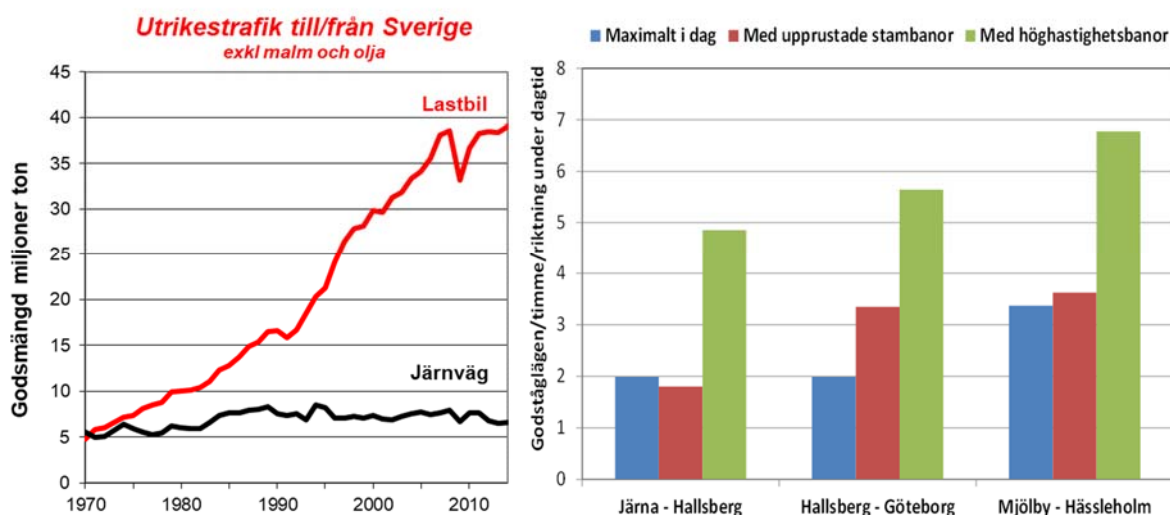 Utrikestrafik till/från Sverige
exkl malm och olja
Godsmängd miljoner ton
45
40
35
30
25
20
15
10
5
0
Lastbil
Järnväg
1970
1980
1990
2000
2010
Maximalt i dag
Med upprustade stambanor
Med höghastighetsbanor
Godståglägen/timme/riktning under dagtid
8
7
6
5
4
3
2
1
0
Järna - Hallsberg
Hallsberg - Göteborg
Mjölby - Hässleholm